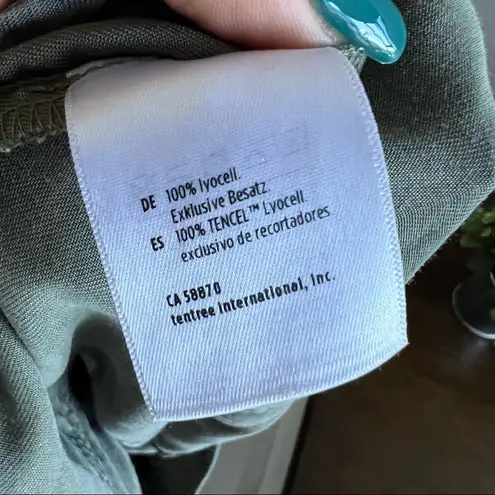 DE 100% lyocell.
Exklusive Besatz.
ES 100% TENCEL™ Lyocell
exclusivo de recortadores
CA 58870
tentree International, Inc.